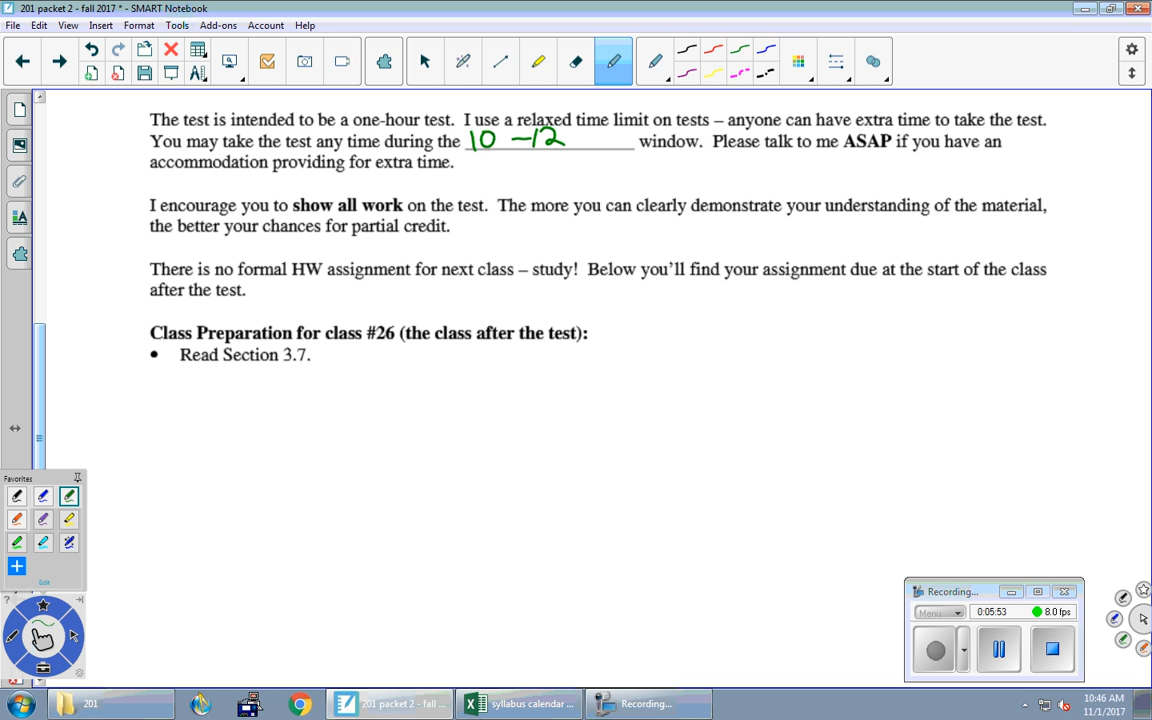 201 packet 2 - fall 2017 * - SMART Notebook
File Edit View Insert Format Tools Add-ons Account Help
The test is intended to be a one-hour test. I use a relaxed time limit on tests – anyone can have extra time to take the test.
You may take the test any time during the 10 – 12 window. Please talk to me ASAP if you have an
accommodation providing for extra time.
I encourage you to show all work on the test. The more you can clearly demonstrate your understanding of the material,
the better your chances for partial credit.
There is no formal HW assignment for next class – study! Below you'll find your assignment due at the start of the class
after the test.
Class Preparation for class #26 (the class after the test):
• Read Section 3.7.
Favorites
Edit
?
Recording...
Menu 0:05:53 8.0 fps
201 201 packet 2 - fall ... syllabus calendar ... Recording...
10:46 AM
11/1/2017